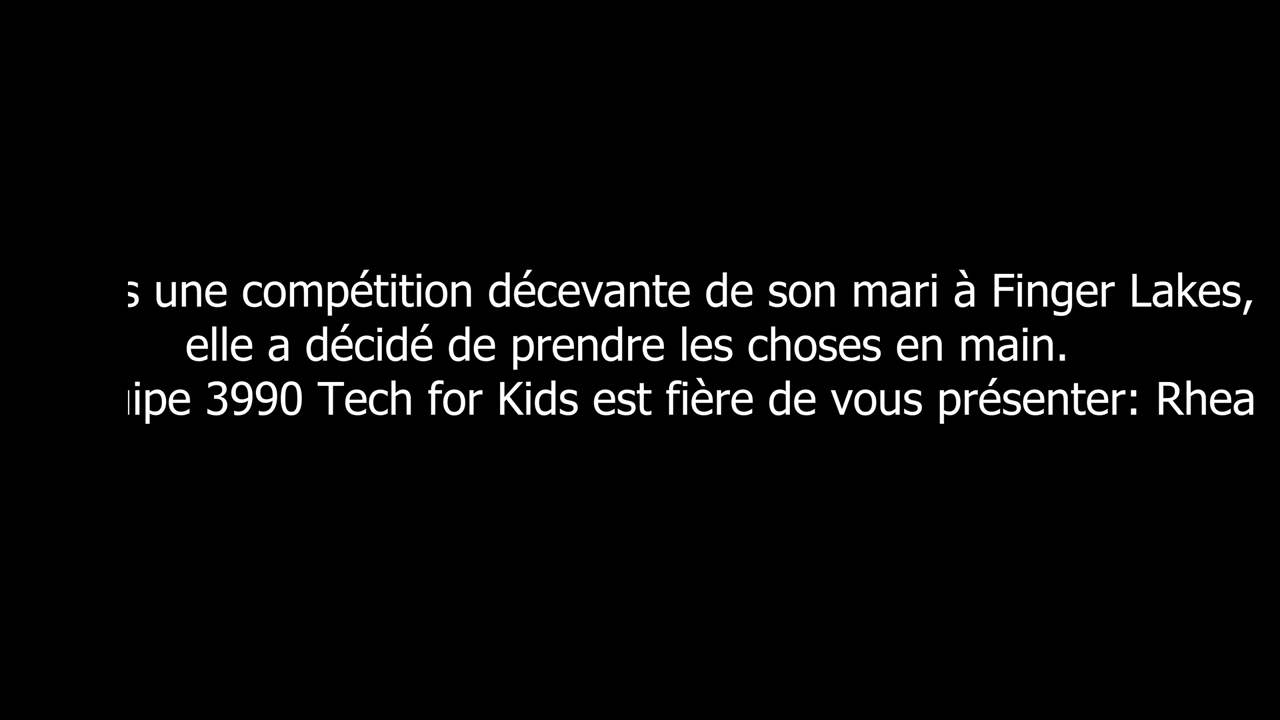 une compétition décevante de son mari à Finger Lakes,
elle a décidé de prendre les choses en main.
3990 Tech for Kids est fière de vous présenter: Rhea